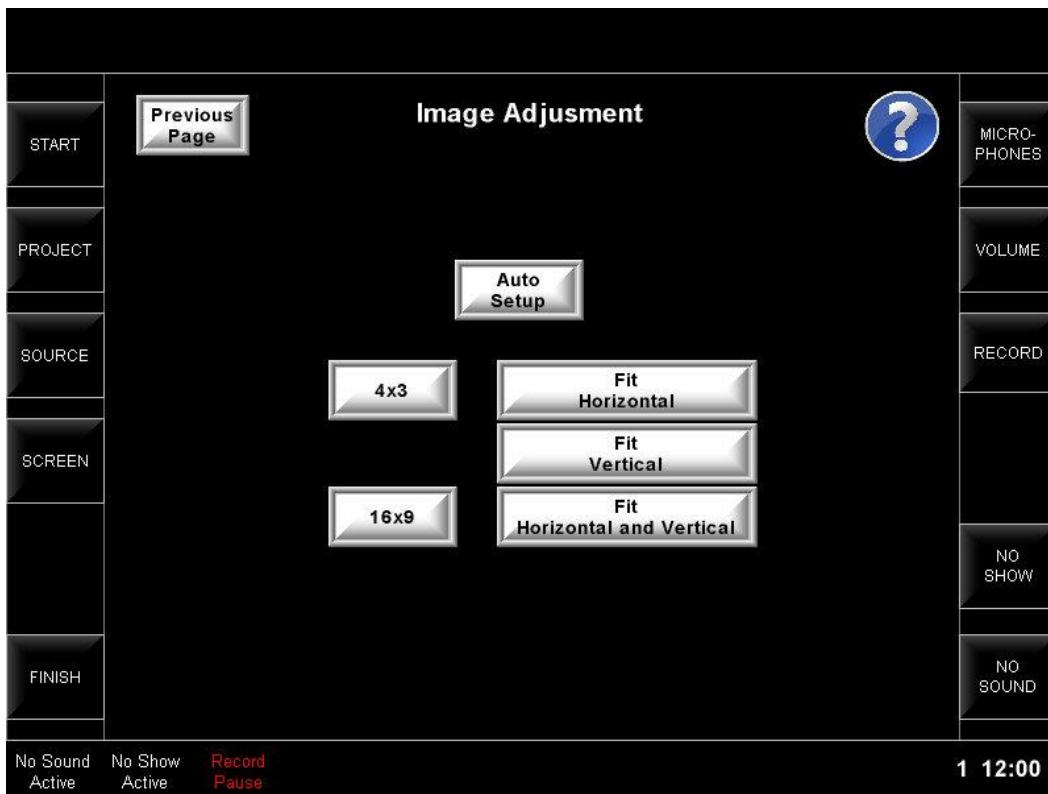 Previous
Page
Image Adjusment
?
START
PROJECT
SOURCE
SCREEN
FINISH
Auto
Setup
4x3
Fit
Horizontal
Fit
Vertical
16x9
Fit
Horizontal and Vertical
MICRO-
PHONES
VOLUME
RECORD
NO
SHOW
NO
SOUND
No Sound
Active
No Show
Active
Record
Pause
1 12:00